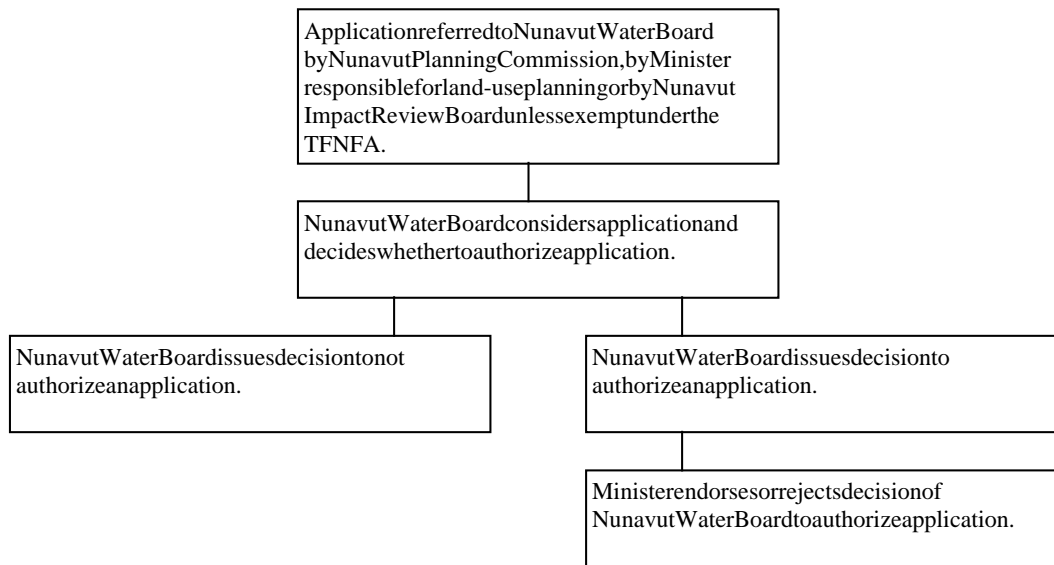 ApplicationreferredtoNunavutWaterBoard
byNunavutPlanningCommission,byMinister
responsibleforland-useplanningorbyNunavut
ImpactReviewBoardunlessexemptunderthe
TFNFA.
NunavutWaterBoardconsidersapplicationand
decideswhethertoauthorizeapplication.
NunavutWaterBoardissuesdecisiontonot
authorizeanapplication.
NunavutWaterBoardissuesdecisionto
authorizeanapplication.
Ministerendorsesorrejectsdecisionof
NunavutWaterBoardtoauthorizeapplication.